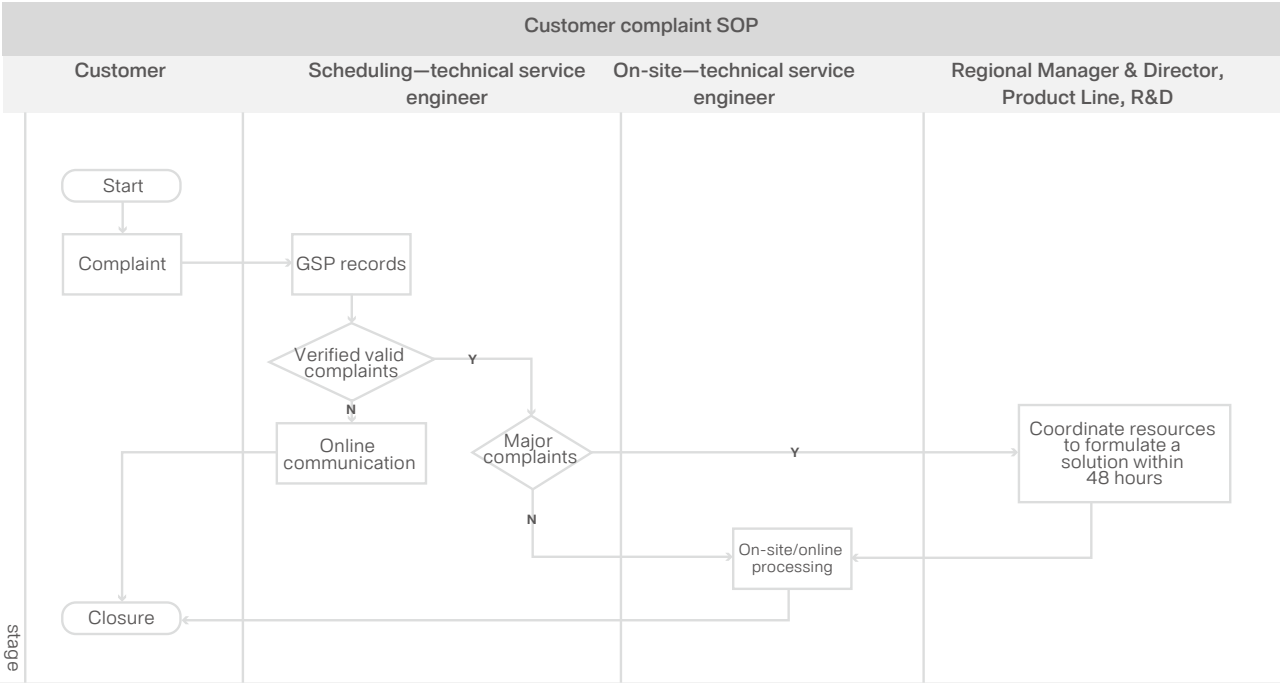 Customer complaint SOP
Customer
Scheduling—technical service
engineer
On-site—technical service
engineer
Regional Manager & Director,
Product Line, R&D
Start
Complaint
GSP records
Verified valid
complaints
Y
N
Online
communication
Major
complaints
Y
Coordinate resources
to formulate a
solution within
48 hours
N
On-site/online
processing
Closure
stage